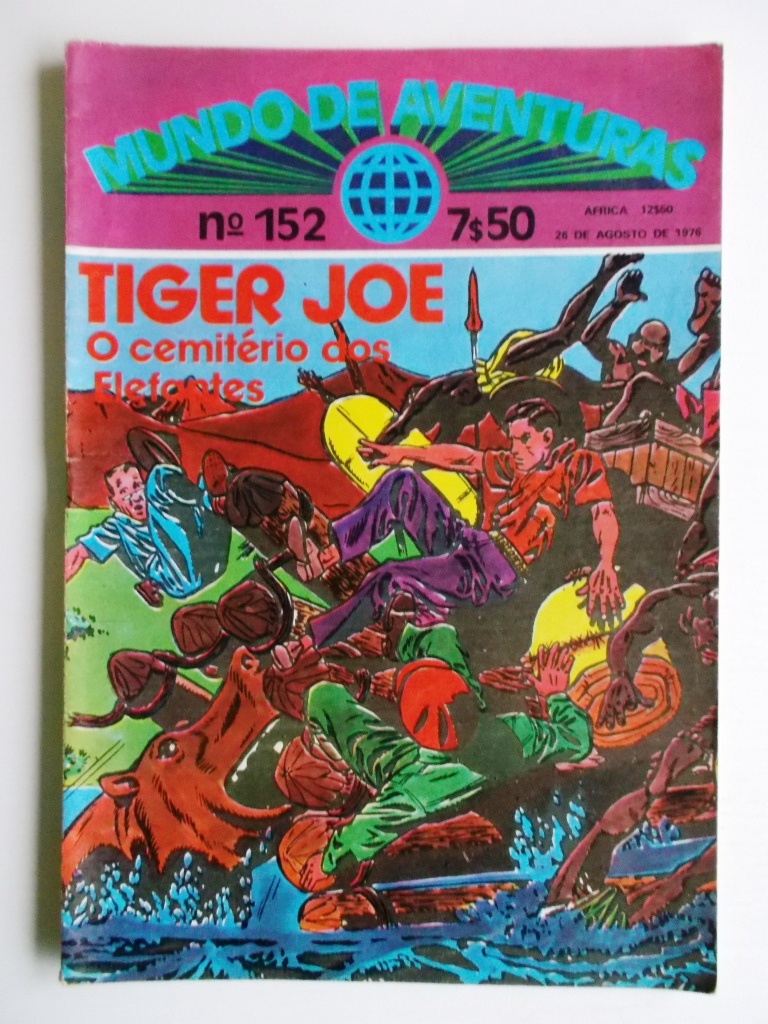 MUNDO DE AVENTURAS
nº 152
7$50
AFRICA 12$50
26 DE AGOSTO DE 1976
TIGER JOE
O cemitério dos
Elefantes